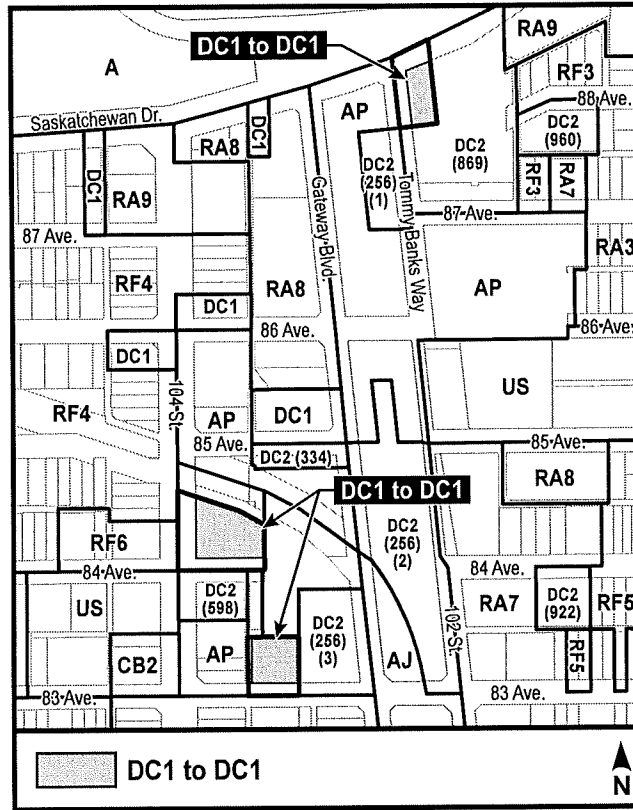 DC1 to DC1
RA9
A
RF3
88 Ave.
Saskatchewan Dr.
AP
DC2
(960)
DC1
RA8
DC2
(256)
(1)
DC2
(869)
DC1
RA9
Gateway Blvd.
Tommy Banks Way
RF3
RA7
87 Ave.
87 Ave.
RA3
RF4
RA8
AP
DC1
86 Ave.
86 Ave.
DC1
US
RF4
104 St.
AP
DC1
85 Ave.
85 Ave.
DC2 (334)
RA8
DC1 to DC1
DC2
(256)
(2)
RF6
84 Ave.
84 Ave.
US
DC2
(598)
DC2
(256)
(3)
102 St.
RA7
DC2
(922)
RF5
CB2
AP
AJ
RF5
83 Ave.
83 Ave.
DC1 to DC1
N